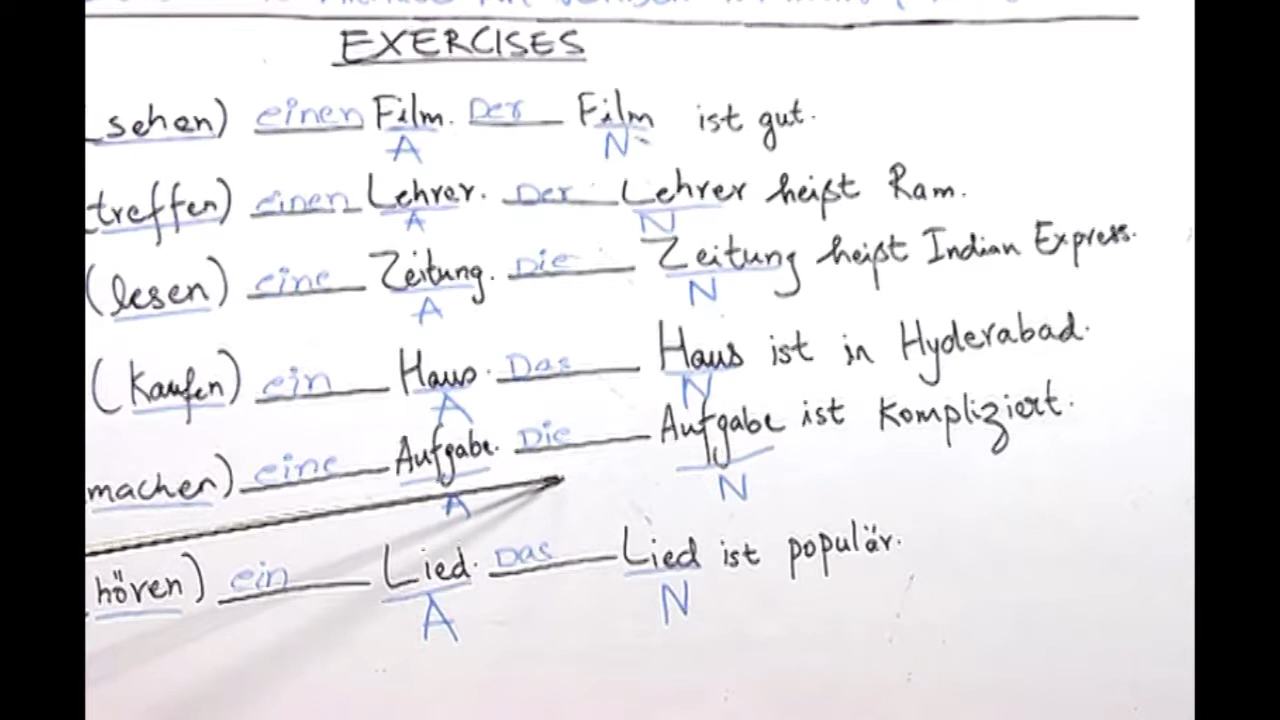 EXERCISES
sehen) einen Film. Der Film ist gut.
A N
treffen) einen Lehrer. Der Lehrer heißt Ram.
A N
(lesen) eine Zeitung. Die Zeitung heißt Indian Express.
A N
(kaufen) ein Haus. Das Haus ist in Hyderabad.
A N
machen) eine Aufgabe. Die Aufgabe ist kompliziert.
A N
hören) ein Lied. Das Lied ist populär.
A N